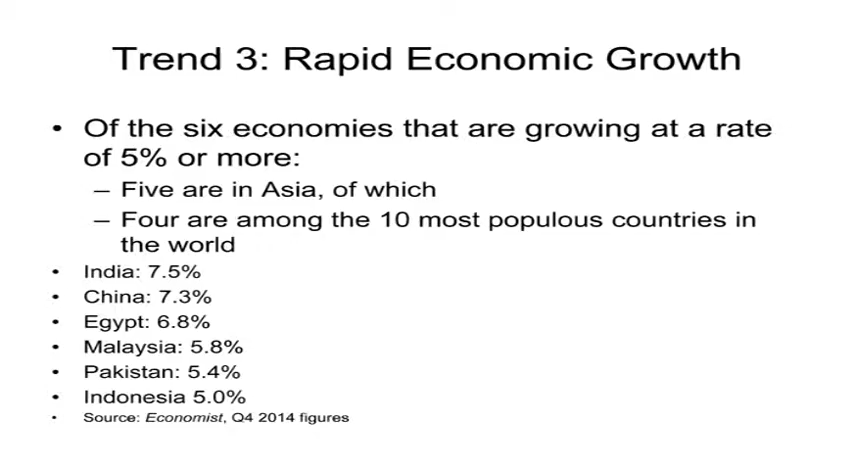 Trend 3: Rapid Economic Growth
• Of the six economies that are growing at a rate
of 5% or more:
– Five are in Asia, of which
– Four are among the 10 most populous countries in
the world
• India: 7.5%
• China: 7.3%
• Egypt: 6.8%
• Malaysia: 5.8%
• Pakistan: 5.4%
• Indonesia 5.0%
• Source: Economist, Q4 2014 figures